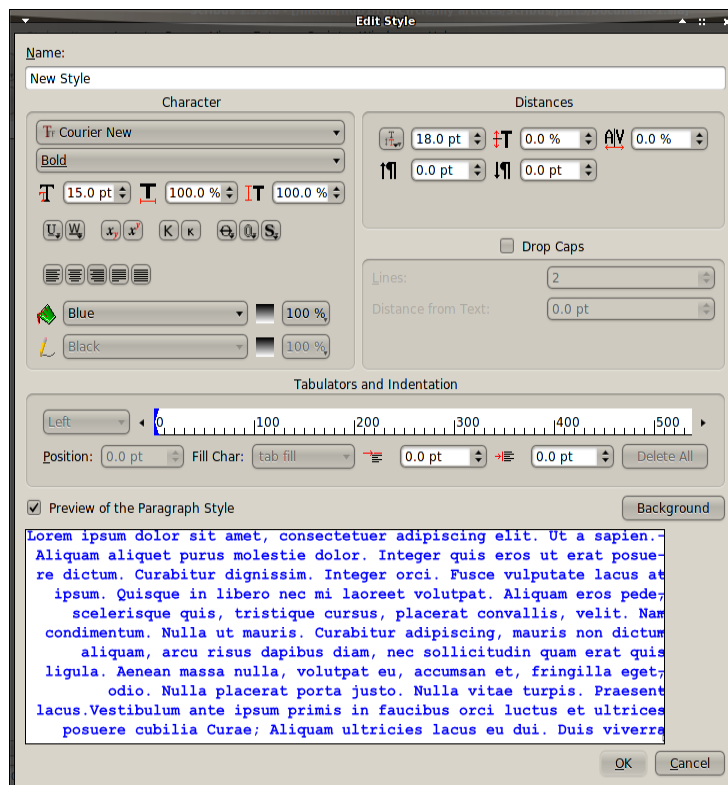 Edit Style
Name:
New Style
Character
Distances
Courier New
Bold
15.0 pt
100.0 %
100.0 %
18.0 pt
0.0 %
0.0 %
0.0 pt
0.0 pt
Drop Caps
Lines:
2
Distance from Text:
0.0 pt
Blue
100 %
Black
100 %
Tabulators and Indentation
Left
0 100 200 300 400 500
Position:
0.0 pt
Fill Char:
tab fill
0.0 pt
0.0 pt
Delete All
Preview of the Paragraph Style
Background
Lorem ipsum dolor sit amet, consectetuer adipiscing elit. Ut a sapien.-
Aliquam aliquet purus molestie dolor. Integer quis eros ut erat posue-
re dictum. Curabitur dignissim. Integer orci. Fusce vulputate lacus at
ipsum. Quisque in libero nec mi laoreet volutpat. Aliquam eros pede,
scelerisque quis, tristique cursus, placerat convallis, velit. Nam
condimentum. Nulla ut mauris. Curabitur adipiscing, mauris non dictum
aliquam, arcu risus dapibus diam, nec sollicitudin quam erat quis
ligula. Aenean massa nulla, volutpat eu, accumsan et, fringilla eget,
odio. Nulla placerat porta justo. Nulla vitae turpis. Praesent
lacus.Vestibulum ante ipsum primis in faucibus orci luctus et ultrices
posuere cubilia Curae; Aliquam ultricies lacus eu dui. Duis viverra
OK
Cancel